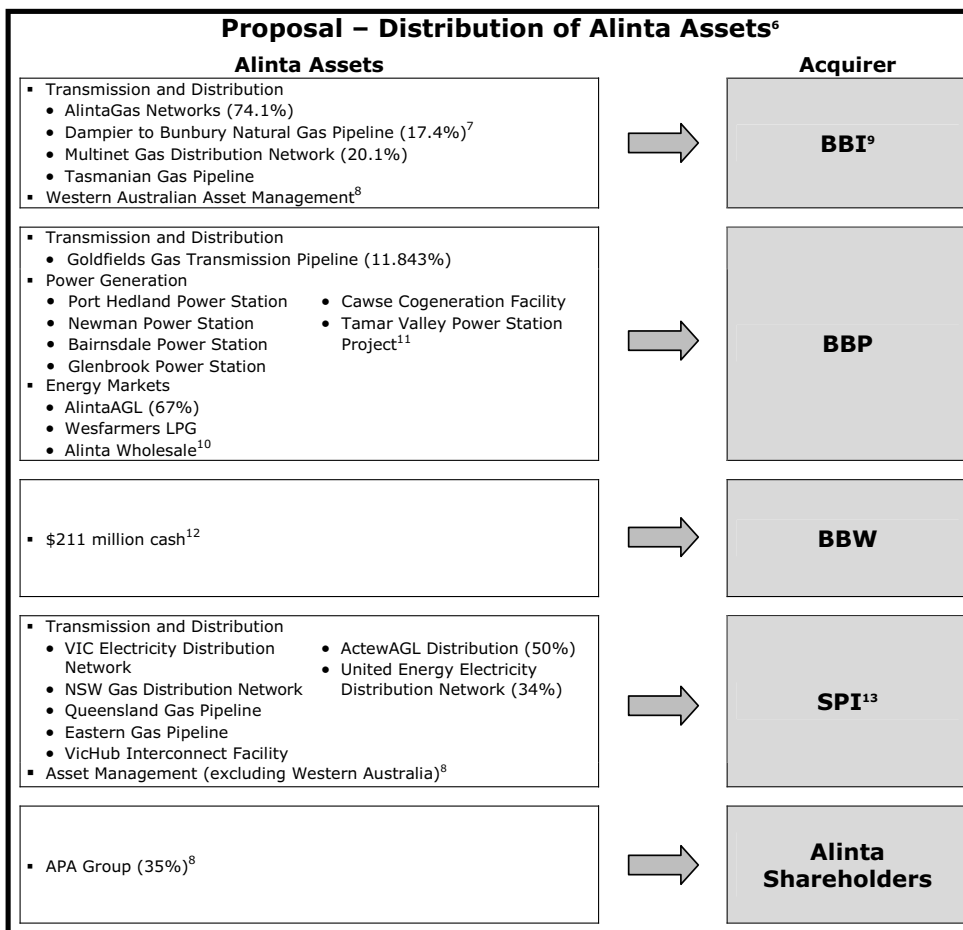 Proposal – Distribution of Alinta Assets⁶
Alinta Assets
Acquirer
▪ Transmission and Distribution
• AlintaGas Networks (74.1%)
• Dampier to Bunbury Natural Gas Pipeline (17.4%)⁷
• Multinet Gas Distribution Network (20.1%)
• Tasmanian Gas Pipeline
▪ Western Australian Asset Management⁸
BBI⁹
▪ Transmission and Distribution
• Goldfields Gas Transmission Pipeline (11.843%)
▪ Power Generation
• Port Hedland Power Station
• Newman Power Station
• Bairnsdale Power Station
• Glenbrook Power Station
• Cawse Cogeneration Facility
• Tamar Valley Power Station
Project¹¹
▪ Energy Markets
• AlintaAGL (67%)
• Wesfarmers LPG
• Alinta Wholesale¹⁰
BBP
▪ $211 million cash¹²
BBW
▪ Transmission and Distribution
• VIC Electricity Distribution
Network
• NSW Gas Distribution Network
• Queensland Gas Pipeline
• Eastern Gas Pipeline
• VicHub Interconnect Facility
• ActewAGL Distribution (50%)
• United Energy Electricity
Distribution Network (34%)
▪ Asset Management (excluding Western Australia)⁸
SPI¹³
▪ APA Group (35%)⁸
Alinta
Shareholders